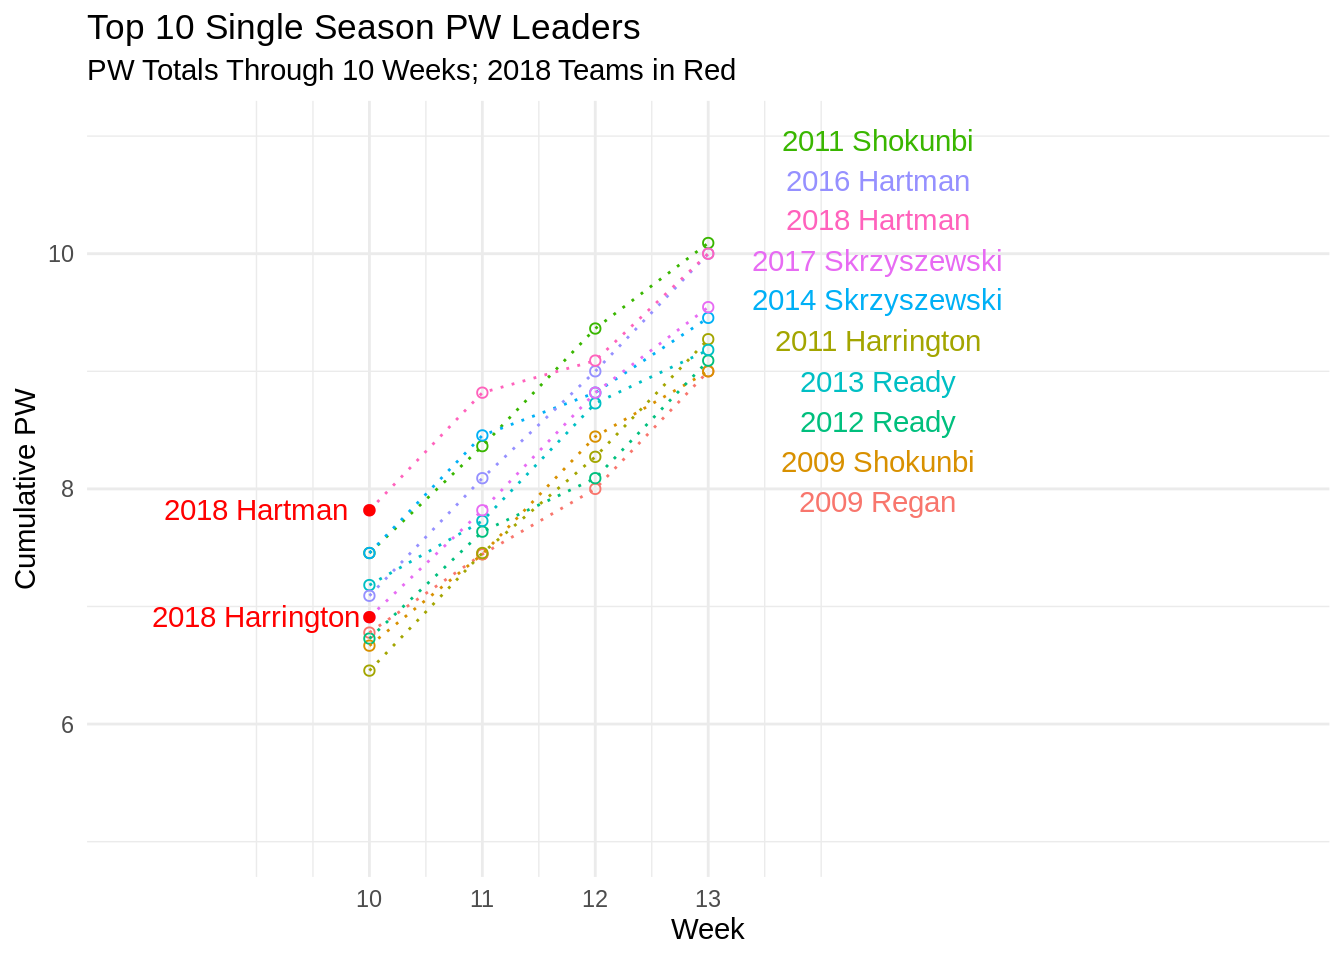 Top 10 Single Season PW Leaders
PW Totals Through 10 Weeks; 2018 Teams in Red
2011 Shokunbi
2016 Hartman
2018 Hartman
2017 Skrzyszewski
2014 Skrzyszewski
2011 Harrington
2013 Ready
2012 Ready
2009 Shokunbi
2009 Regan
2018 Hartman
2018 Harrington
Cumulative PW
10
8
6
10 11 12 13
Week